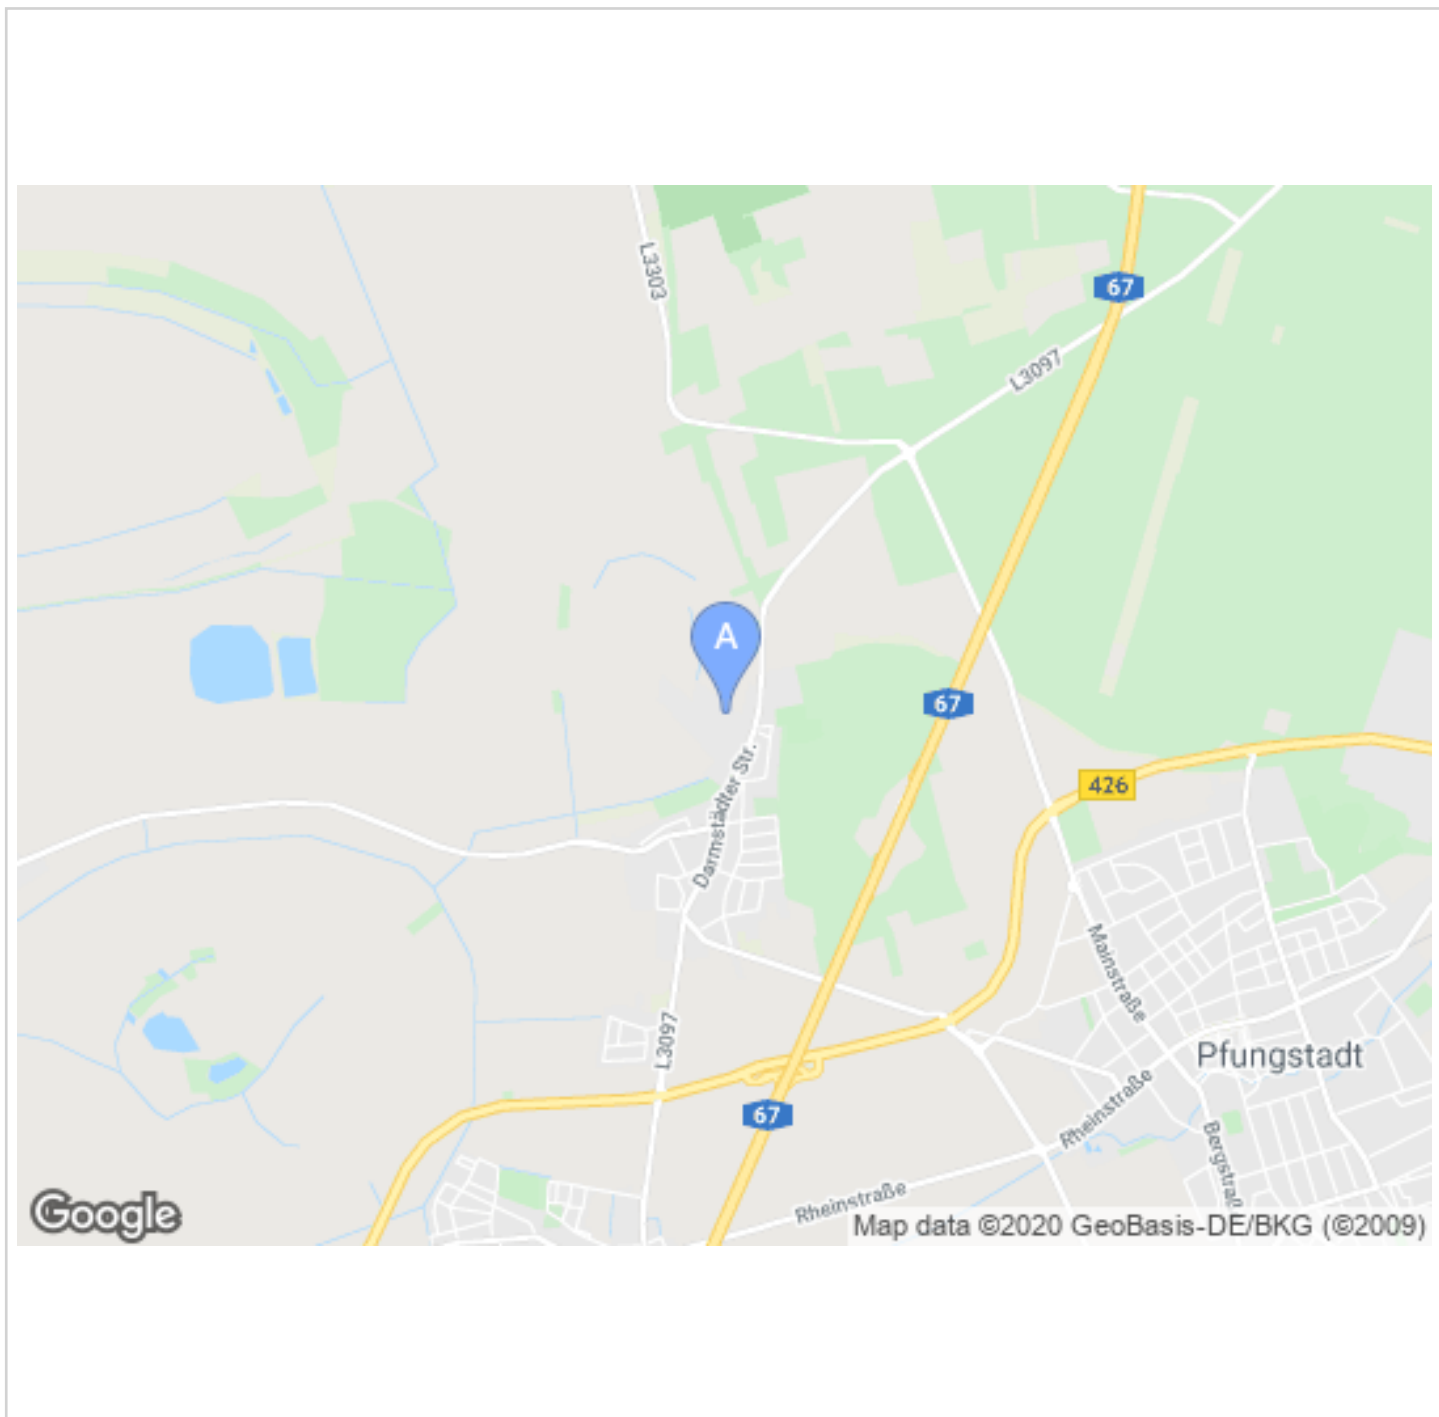 L3303
67
L3097
A
67
Darmstädter Str.
426
Mainstraße
L3097
Pfungstadt
67
Rheinstraße
Bergstraß
Rheinstraße
Google
Map data ©2020 GeoBasis-DE/BKG (©2009)